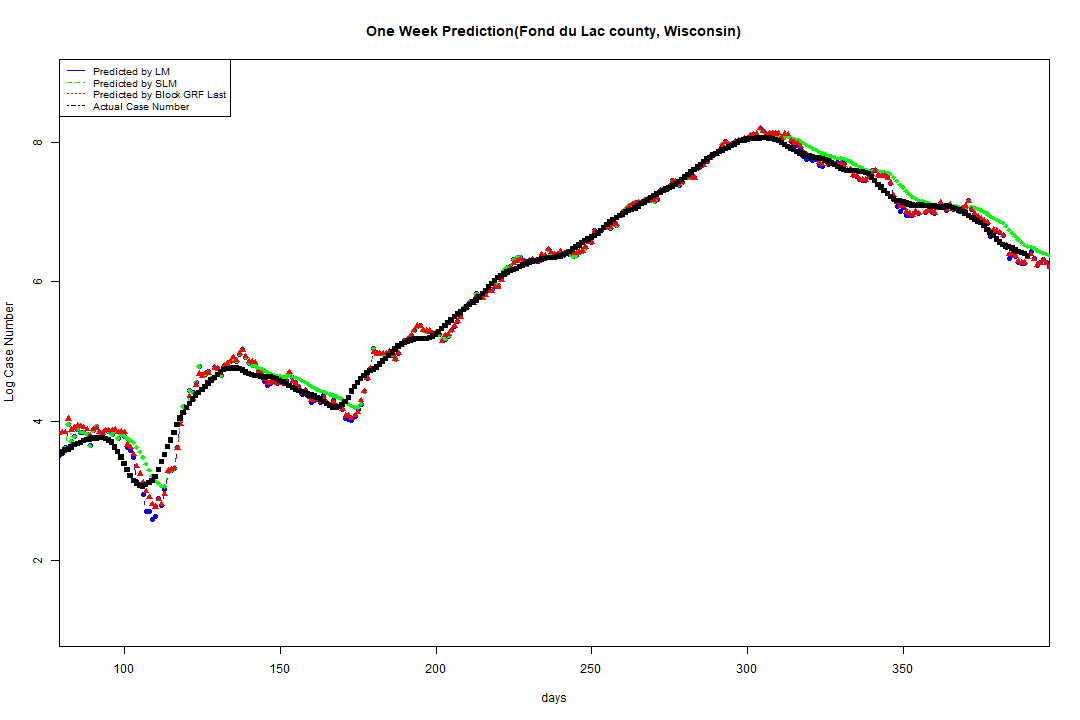 One Week Prediction(Fond du Lac county, Wisconsin)
Predicted by LM
Predicted by SLM
Predicted by Block GRF Last
Actual Case Number
8
6
4
2
Log Case Number
100 150 200 250 300 350
days